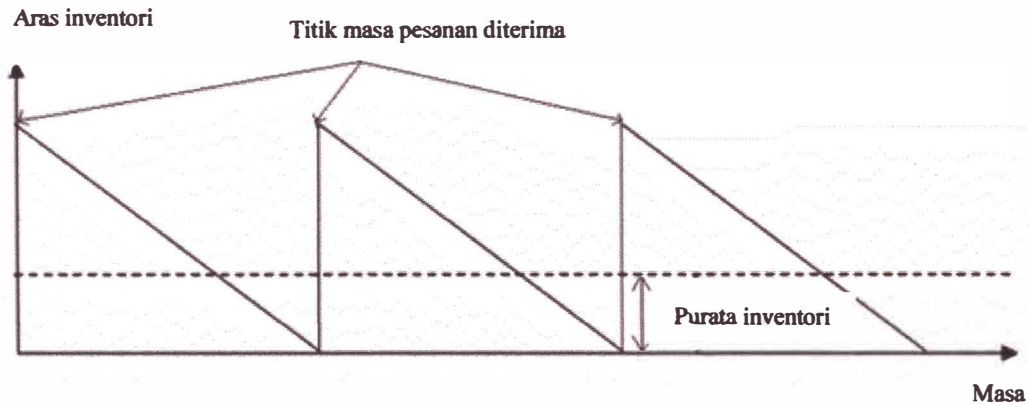 Aras inventori
Titik masa pesanan diterima
Purata inventori
Masa